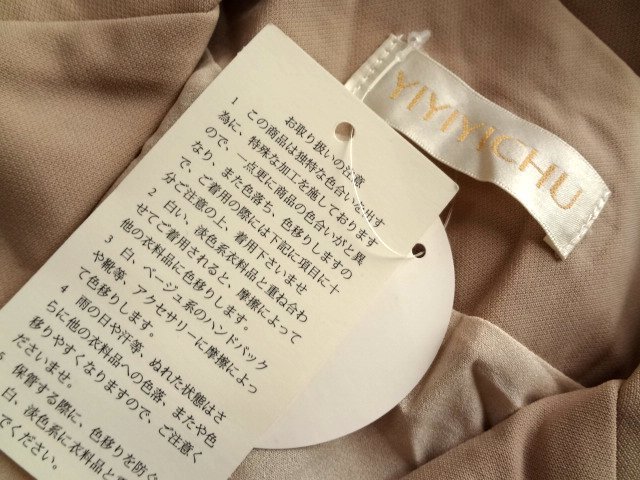 お取り扱いの注意
1 この商品は独特な色合いを出す
為に、特殊な加工を施しております
ので、一点更に商品の色合いがと異
なり、また色落ち、色移りしますの
で、ご着用の際には下記に項目に十
分ご注意の上、着用下さいませ
2 白い、淡色系衣料品と重ね合わ
せてご着用されると、摩擦によって
他の衣料品に色移りします。
3 白、ベージュ系のハンドバック
や靴等、アクセサリーに摩擦によっ
て色移りします。
4 雨の日や汗等、ぬれた状態はさ
らに他の衣料品への色落、またや色
移りやすくなりますので、ご注意く
ださいませ。
5 保管する際に、色移りを防ぐ
白、淡色系に衣料品と
でください。
YIYIYICHU